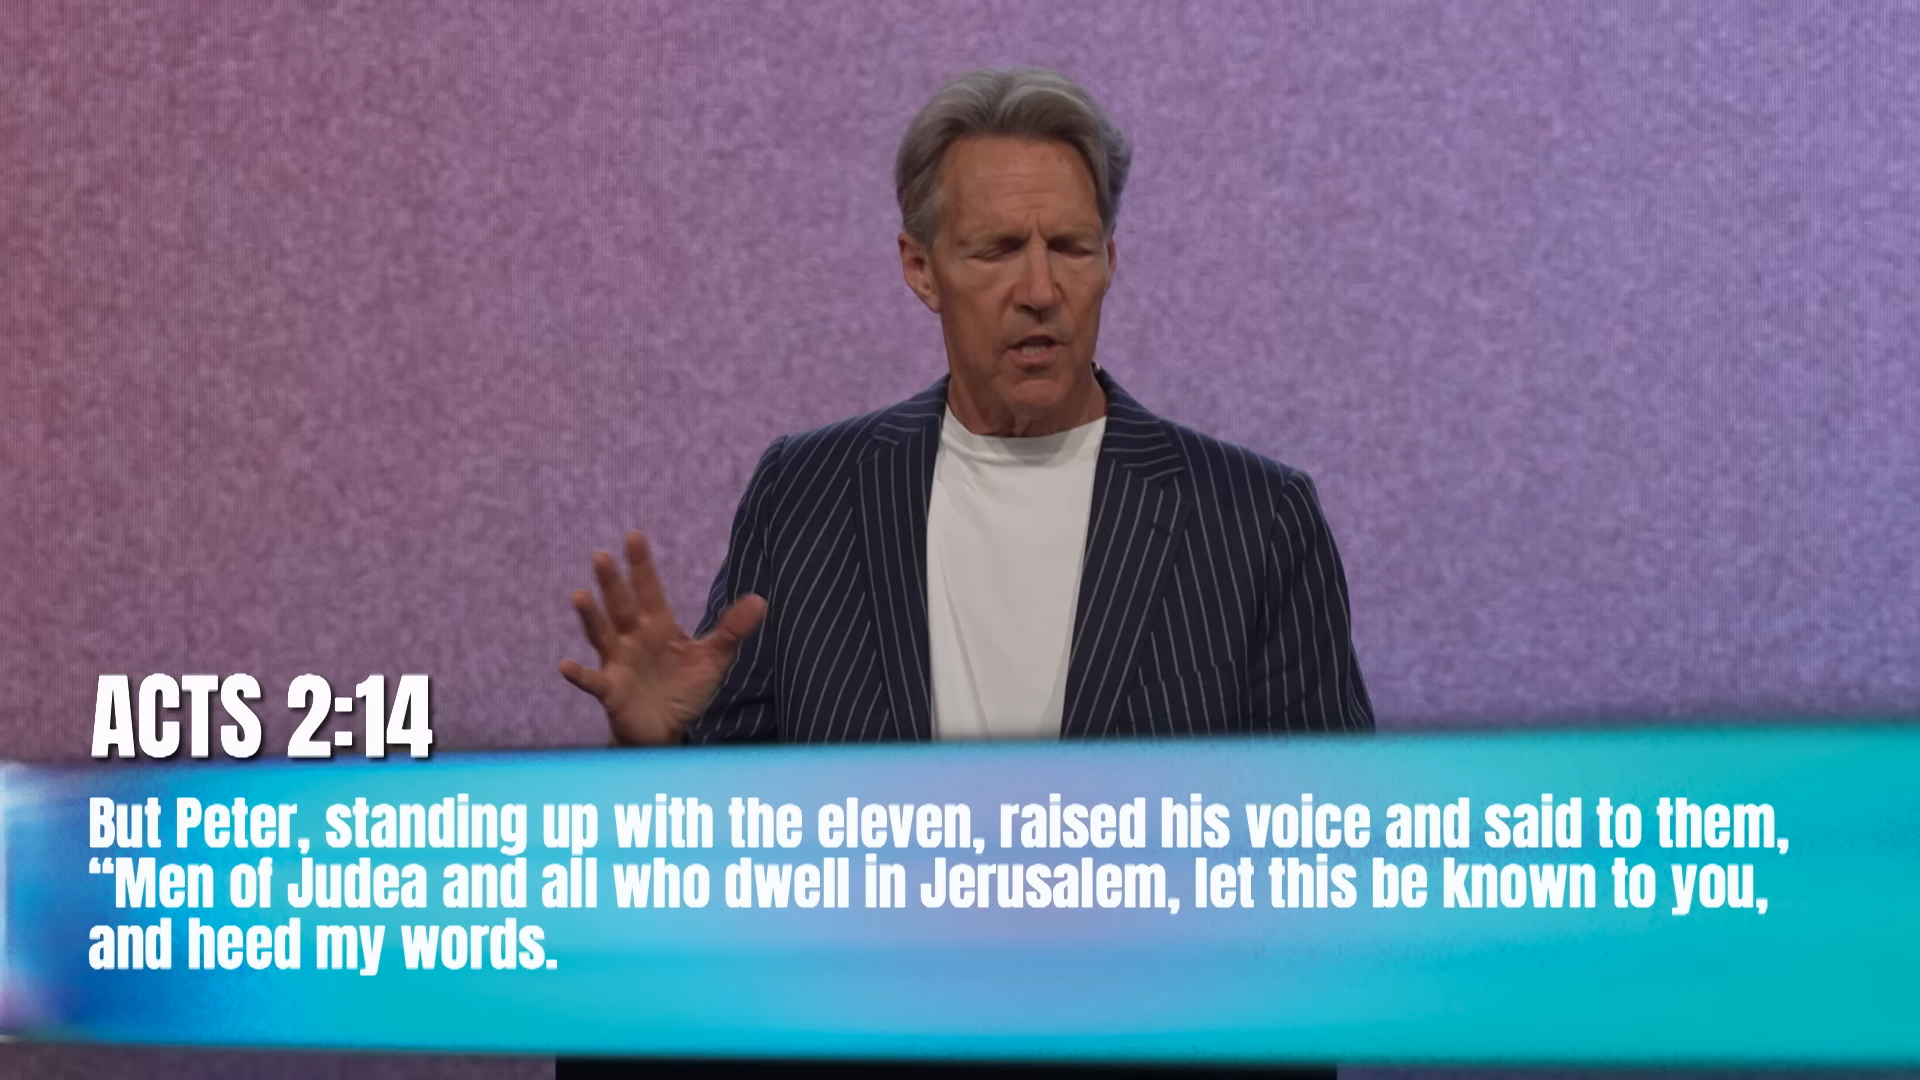 ACTS 2:14
But Peter, standing up with the eleven, raised his voice and said to them,
“Men of Judea and all who dwell in Jerusalem, let this be known to you,
and heed my words.